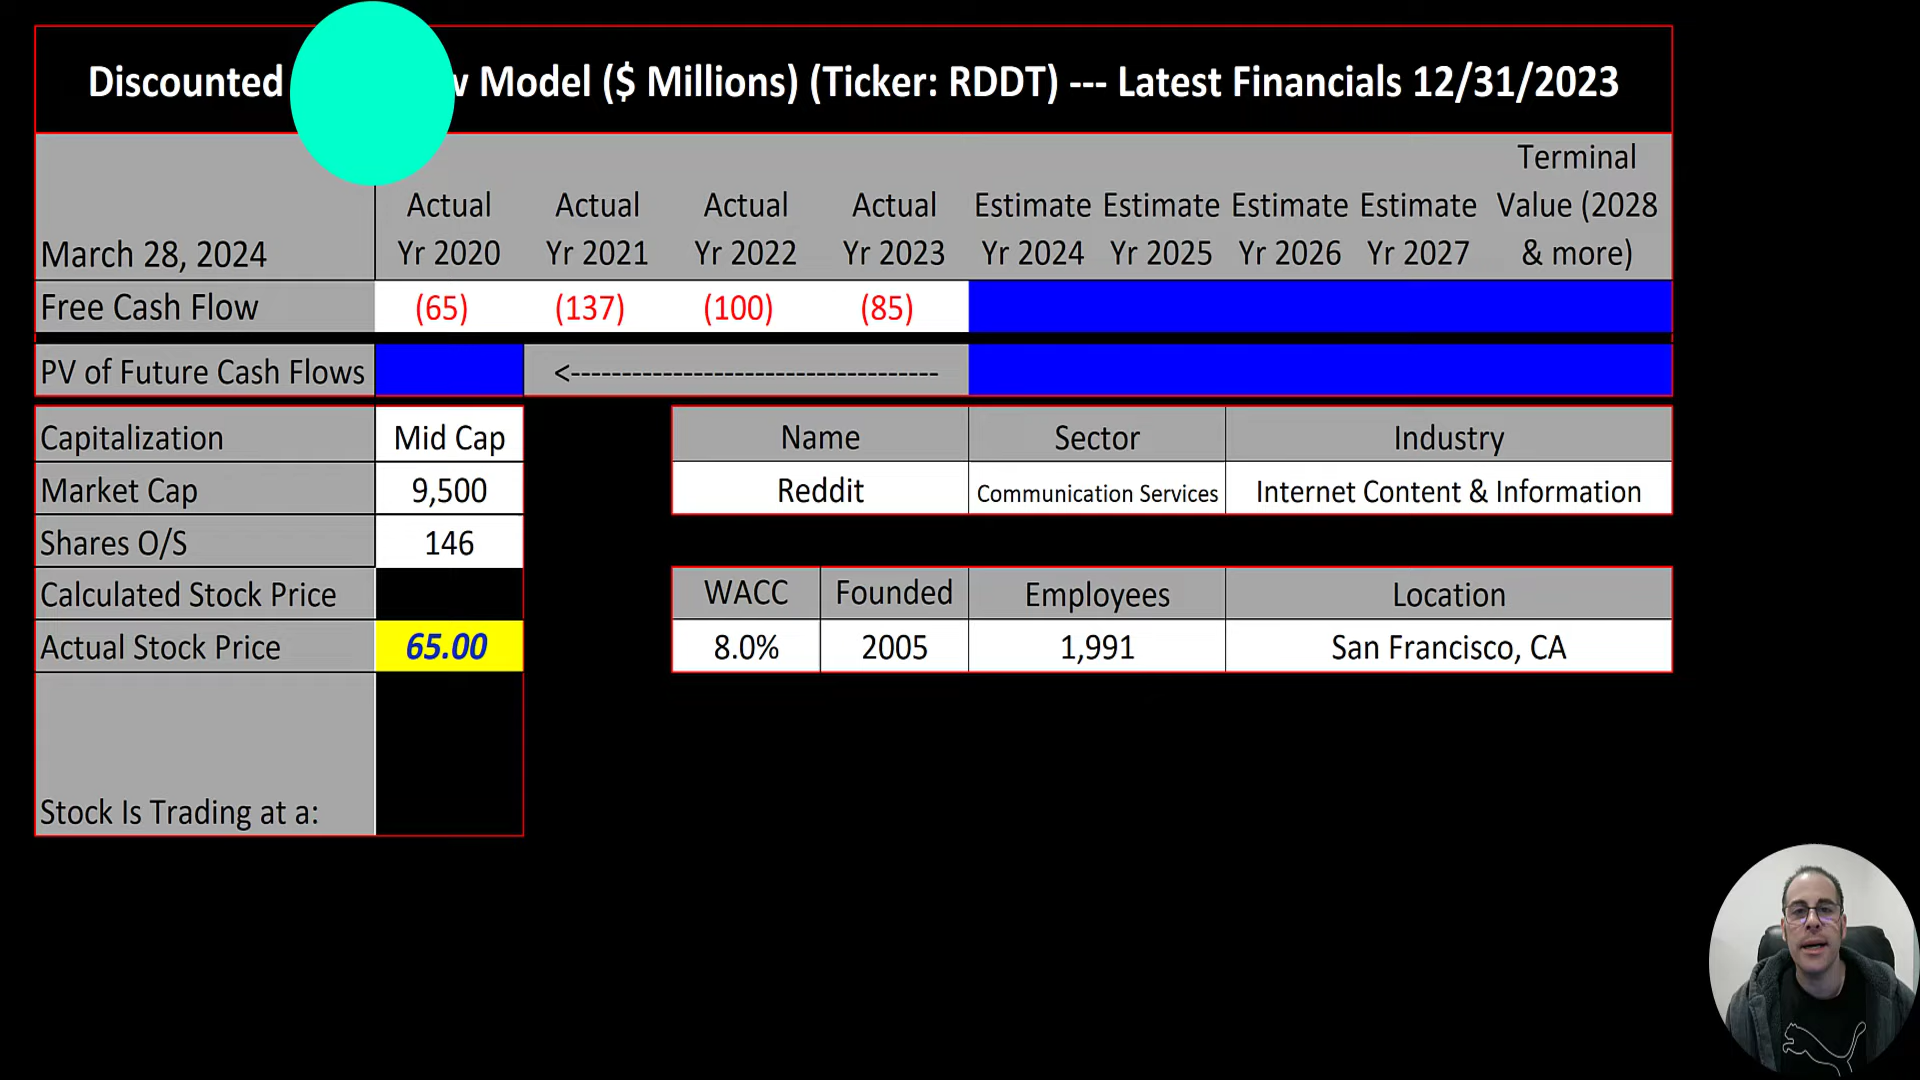 Discounted w Model ($ Millions) (Ticker: RDDT) --- Latest Financials 12/31/2023
March 28, 2024 Actual Yr 2020 Actual Yr 2021 Actual Yr 2022 Actual Yr 2023 Estimate Yr 2024 Estimate Yr 2025 Estimate Yr 2026 Estimate Yr 2027 Terminal Value (2028 & more)
Free Cash Flow (65) (137) (100) (85)
PV of Future Cash Flows <------------------------------------
Capitalization Mid Cap
Market Cap 9,500
Shares O/S 146
Calculated Stock Price
Actual Stock Price 65.00
Stock Is Trading at a:
Name Sector Industry
Reddit Communication Services Internet Content & Information
WACC Founded Employees Location
8.0% 2005 1,991 San Francisco, CA